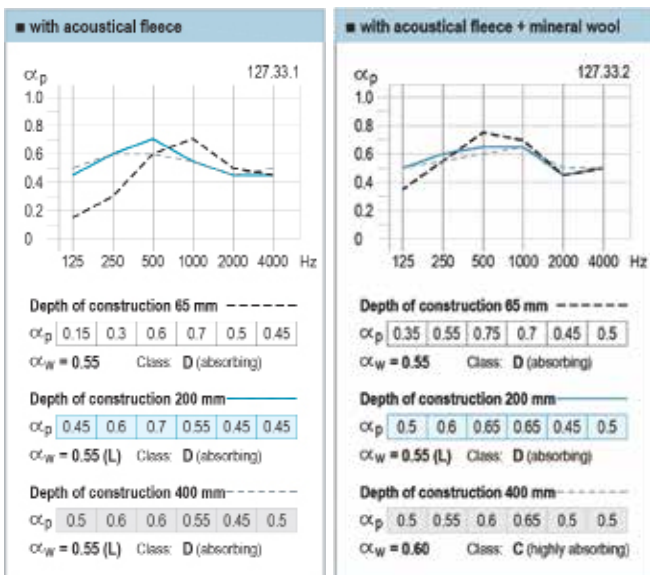 ■ with acoustical fleece
αp 127.33.1
1.0
0.8
0.6
0.4
0.2
0
125 250 500 1000 2000 4000 Hz
Depth of construction 65 mm
αp 0.15 0.3 0.6 0.7 0.5 0.45
αw = 0.55 Class: D (absorbing)
Depth of construction 200 mm
αp 0.45 0.6 0.7 0.55 0.45 0.45
αw = 0.55 (L) Class: D (absorbing)
Depth of construction 400 mm
αp 0.5 0.6 0.6 0.55 0.45 0.5
αw = 0.55 (L) Class: D (absorbing)
■ with acoustical fleece + mineral wool
αp 127.33.2
1.0
0.8
0.6
0.4
0.2
0
125 250 500 1000 2000 4000 Hz
Depth of construction 65 mm
αp 0.35 0.55 0.75 0.7 0.45 0.5
αw = 0.55 Class: D (absorbing)
Depth of construction 200 mm
αp 0.5 0.6 0.65 0.65 0.45 0.5
αw = 0.55 (L) Class: D (absorbing)
Depth of construction 400 mm
αp 0.5 0.55 0.6 0.65 0.5 0.5
αw = 0.60 Class: C (highly absorbing)